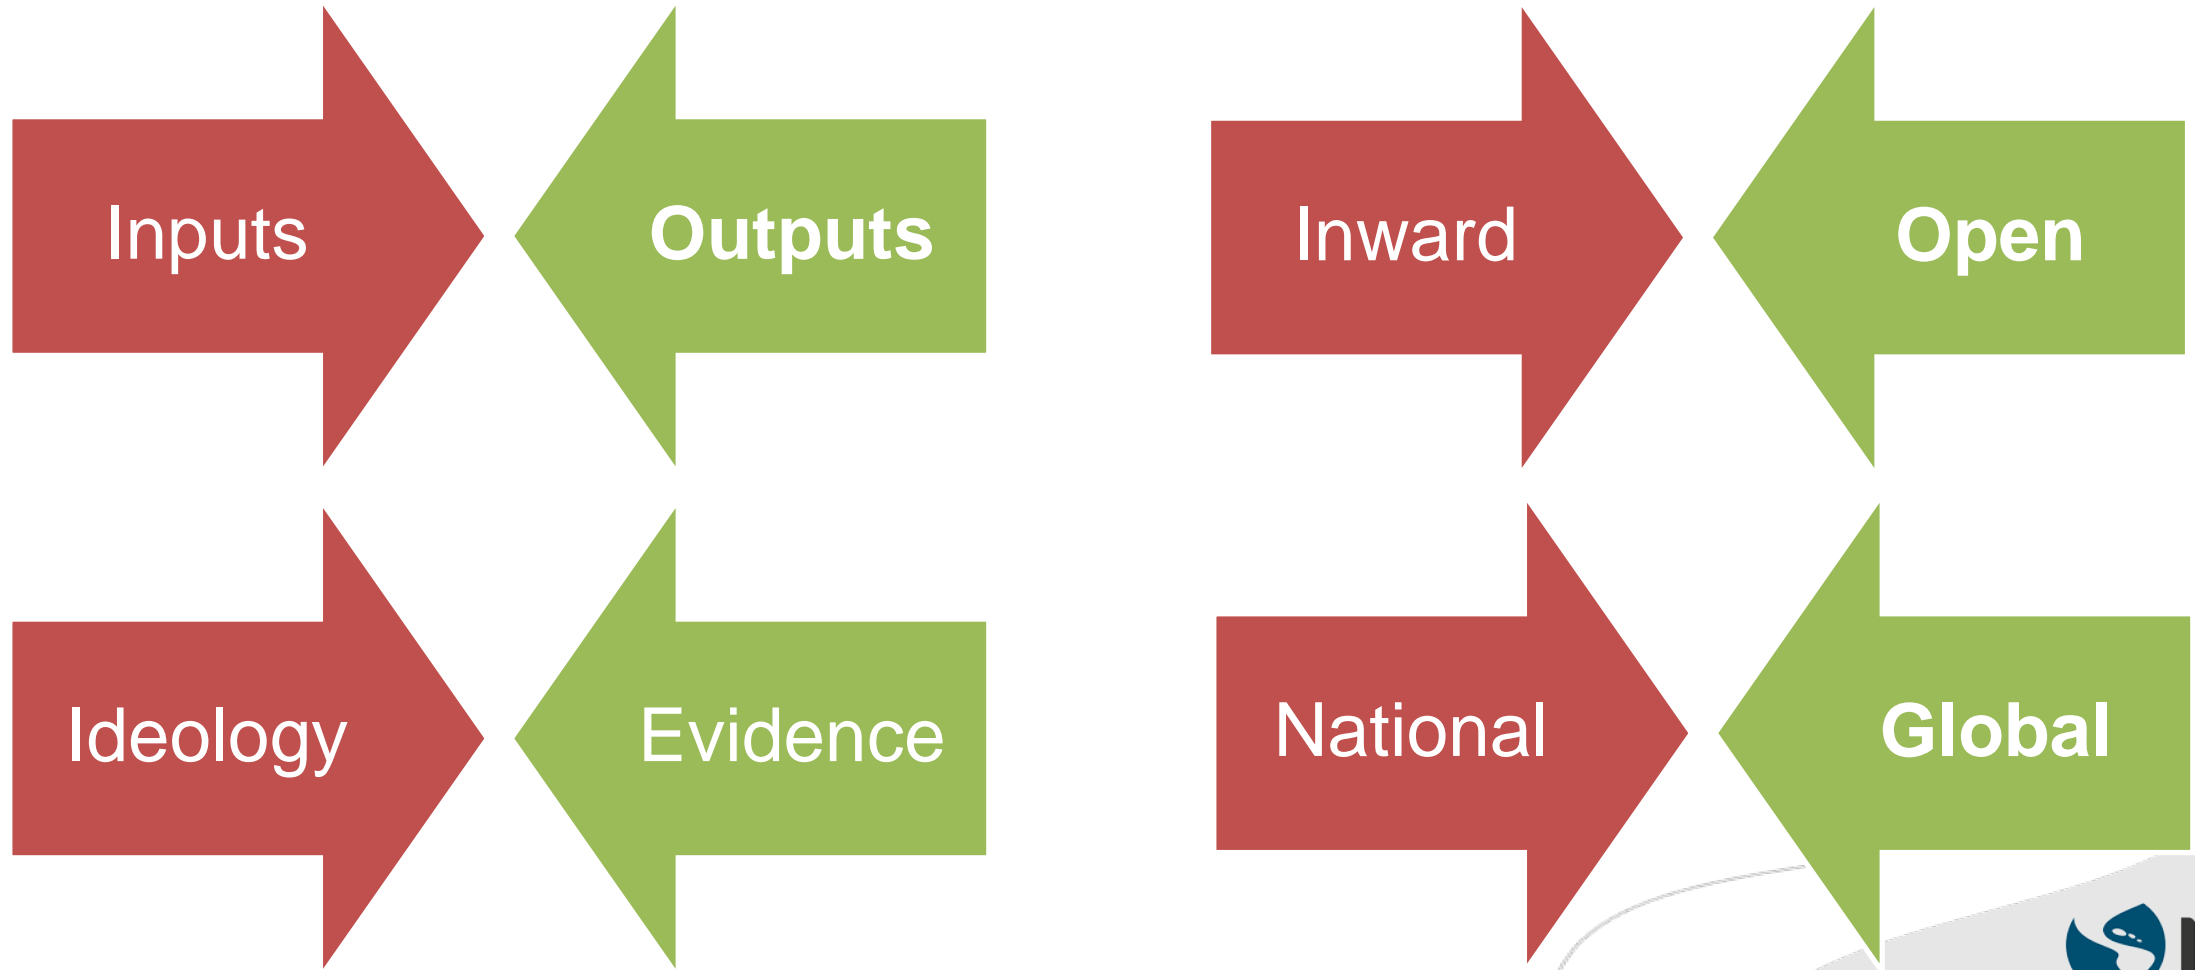 Inputs
Outputs
Inward
Open
Ideology
Evidence
National
Global